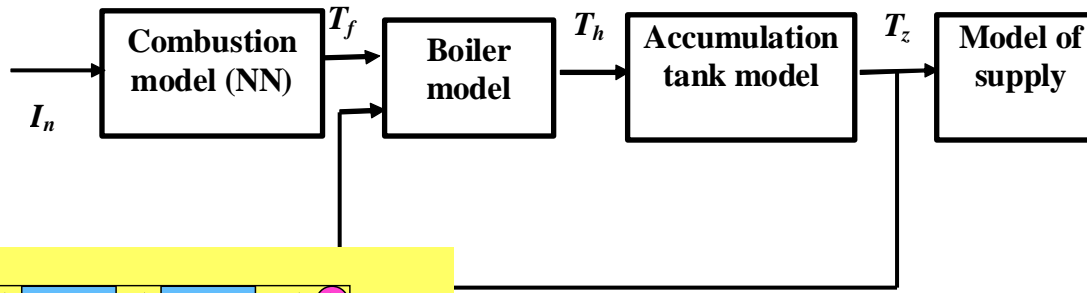 Combustion
model (NN)
Boiler
model
Accumulation
tank model
Model of
supply
I_n
T_f
T_h
T_z